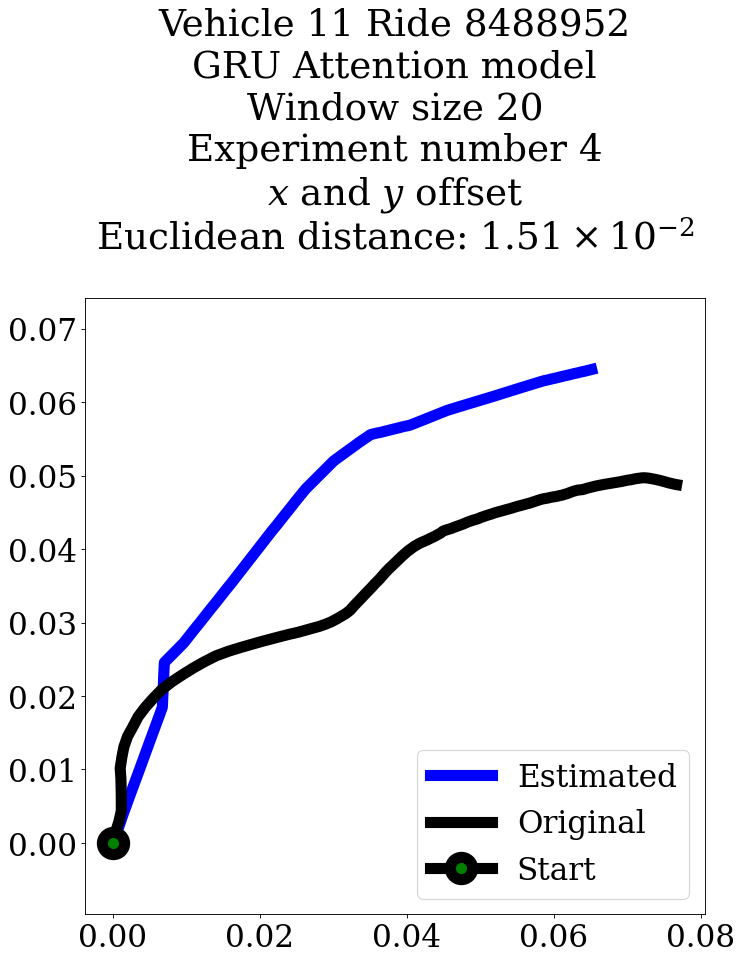 Vehicle 11 Ride 8488952
GRU Attention model
Window size 20
Experiment number 4
x and y offset
Euclidean distance: 1.51 × 10⁻²
0.07
0.06
0.05
0.04
0.03
0.02
0.01
0.00
Estimated
Original
Start
0.00 0.02 0.04 0.06 0.08